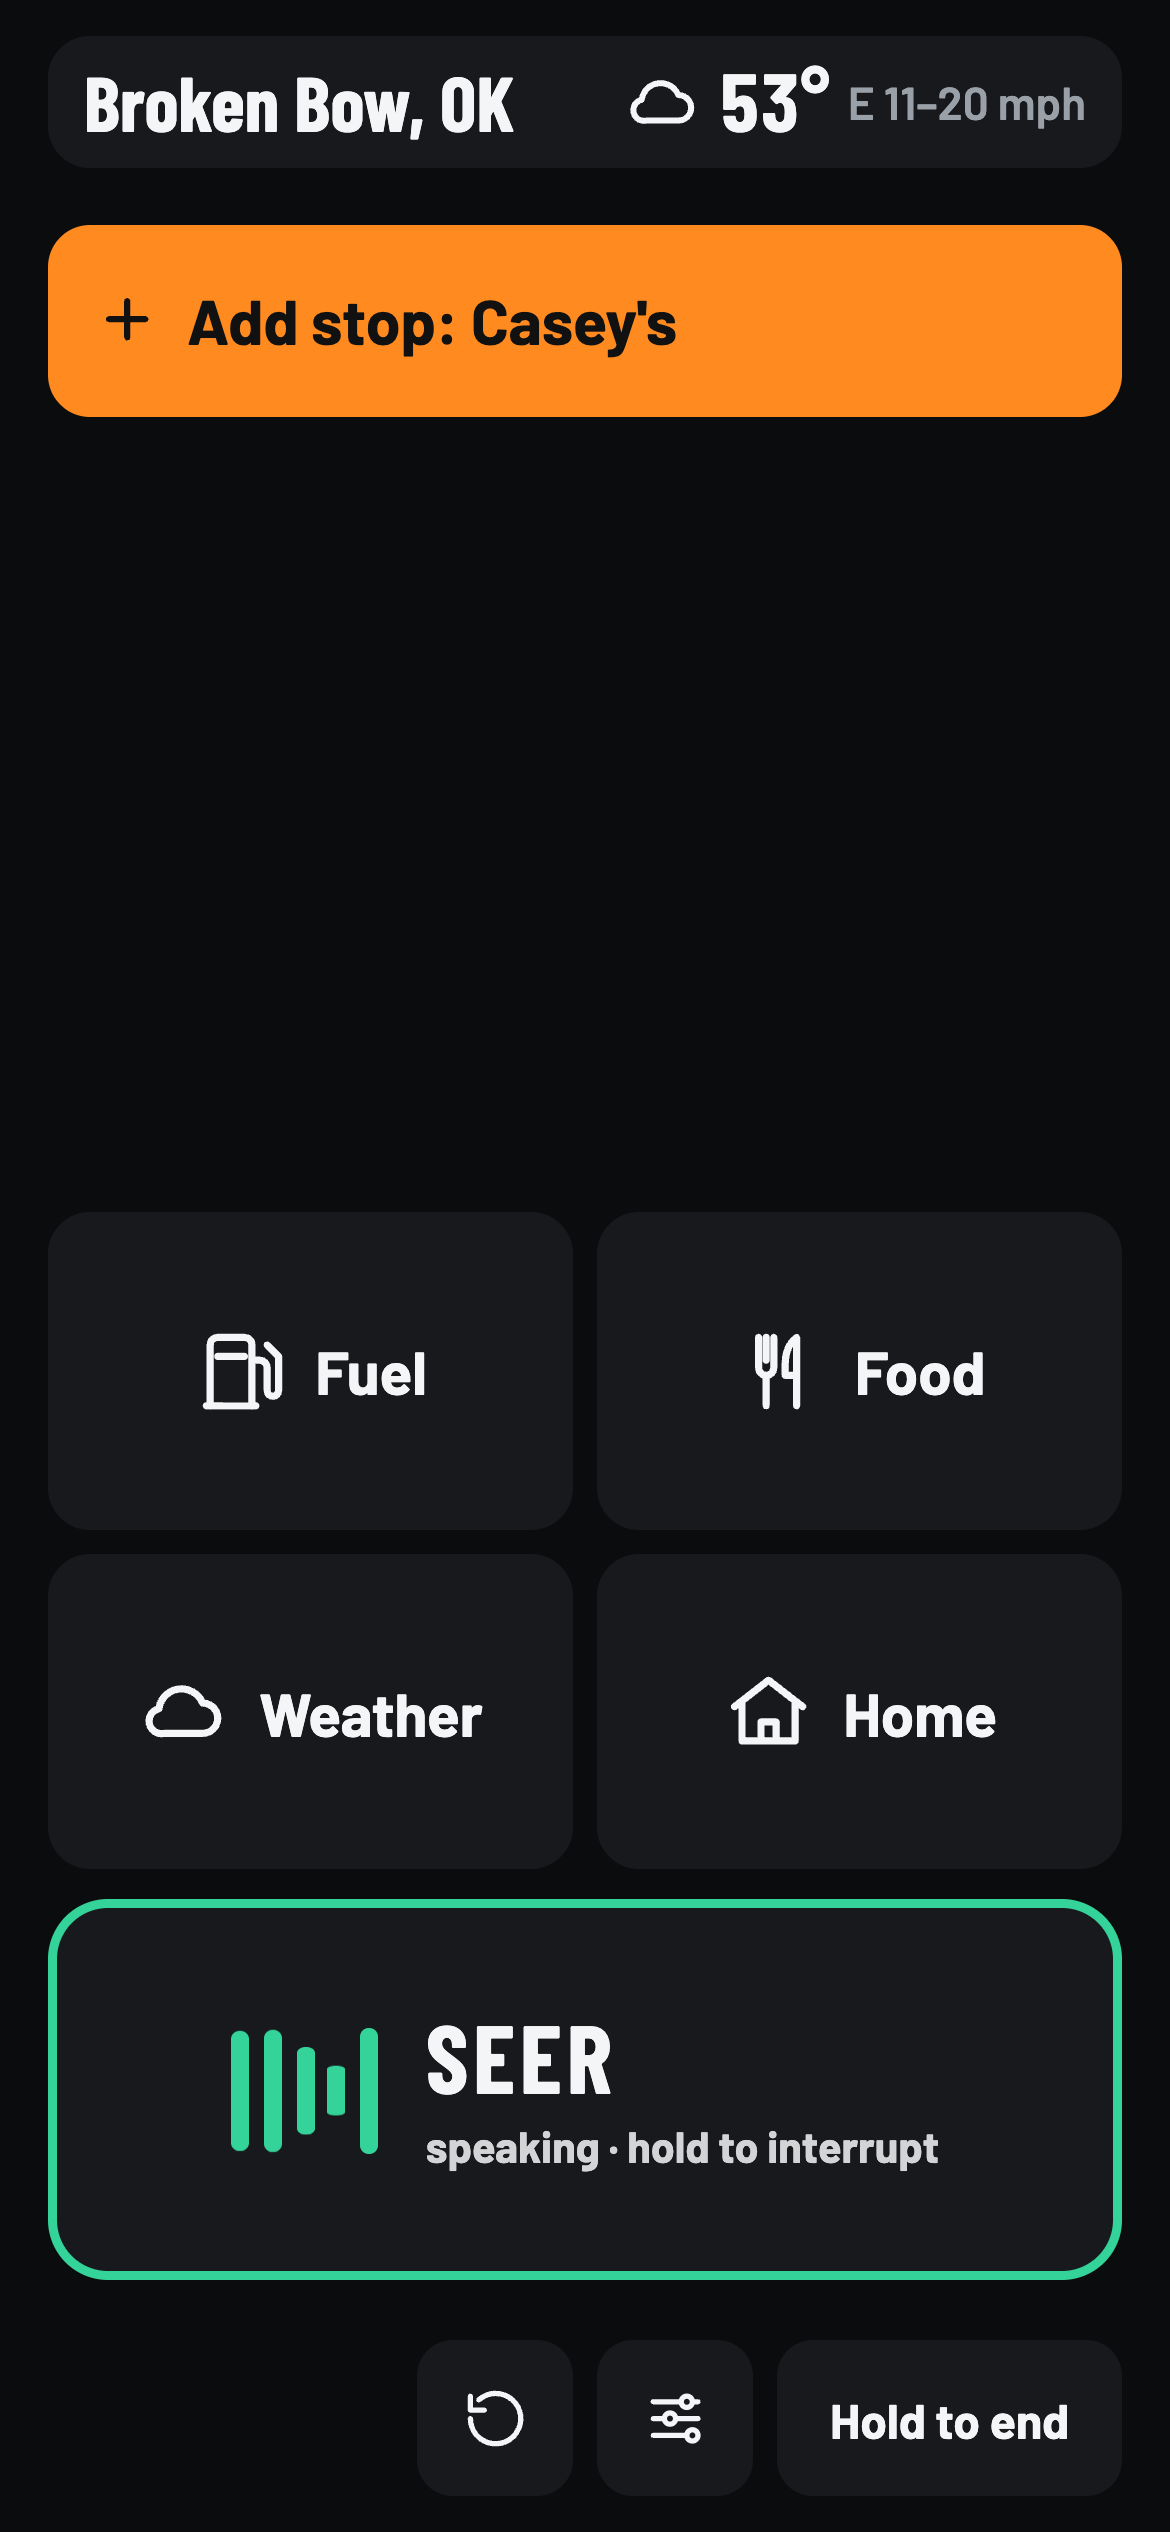 Broken Bow, OK 53° E 11–20 mph
Add stop: Casey's
Fuel
Food
Weather
Home
SEER
speaking · hold to interrupt
Hold to end